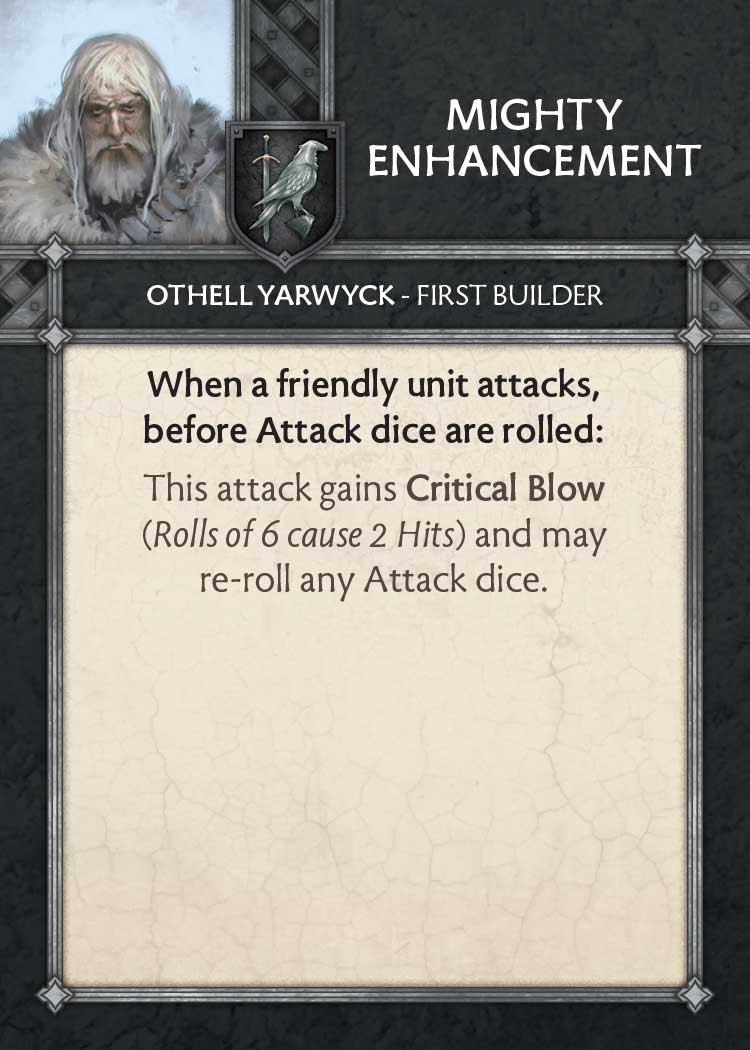 MIGHTY
ENHANCEMENT
OTHELL YARWYCK - FIRST BUILDER
When a friendly unit attacks,
before Attack dice are rolled:
This attack gains Critical Blow
(Rolls of 6 cause 2 Hits) and may
re-roll any Attack dice.